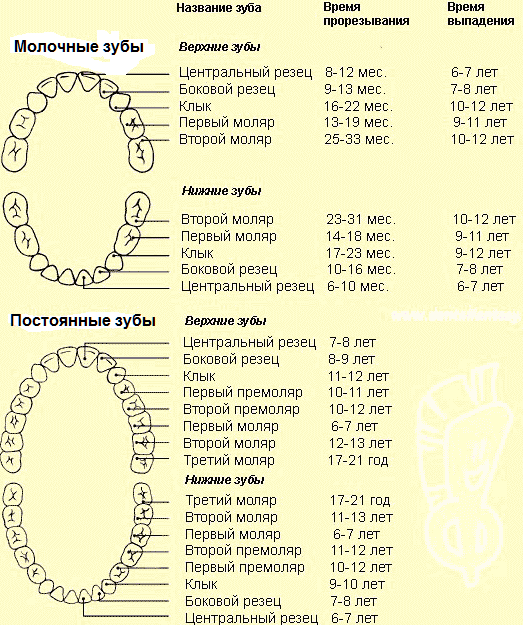 Название зуба Время прорезывания Время выпадения
Молочные зубы
Верхние зубы
Центральный резец 8-12 мес. 6-7 лет
Боковой резец 9-13 мес. 7-8 лет
Клык 16-22 мес. 10-12 лет
Первый моляр 13-19 мес. 9-11 лет
Второй моляр 25-33 мес. 10-12 лет
Нижние зубы
Второй моляр 23-31 мес. 10-12 лет
Первый моляр 14-18 мес. 9-11 лет
Клык 17-23 мес. 9-12 лет
Боковой резец 10-16 мес. 7-8 лет
Центральный резец 6-10 мес. 6-7 лет
Постоянные зубы
Верхние зубы
Центральный резец 7-8 лет
Боковой резец 8-9 лет
Клык 11-12 лет
Первый премоляр 10-11 лет
Второй премоляр 10-12 лет
Первый моляр 6-7 лет
Второй моляр 12-13 лет
Третий моляр 17-21 год
Нижние зубы
Третий моляр 17-21 год
Второй моляр 11-13 лет
Первый моляр 6-7 лет
Второй премоляр 11-12 лет
Первый премоляр 10-12 лет
Клык 9-10 лет
Боковой резец 7-8 лет
Центральный резец 6-7 лет